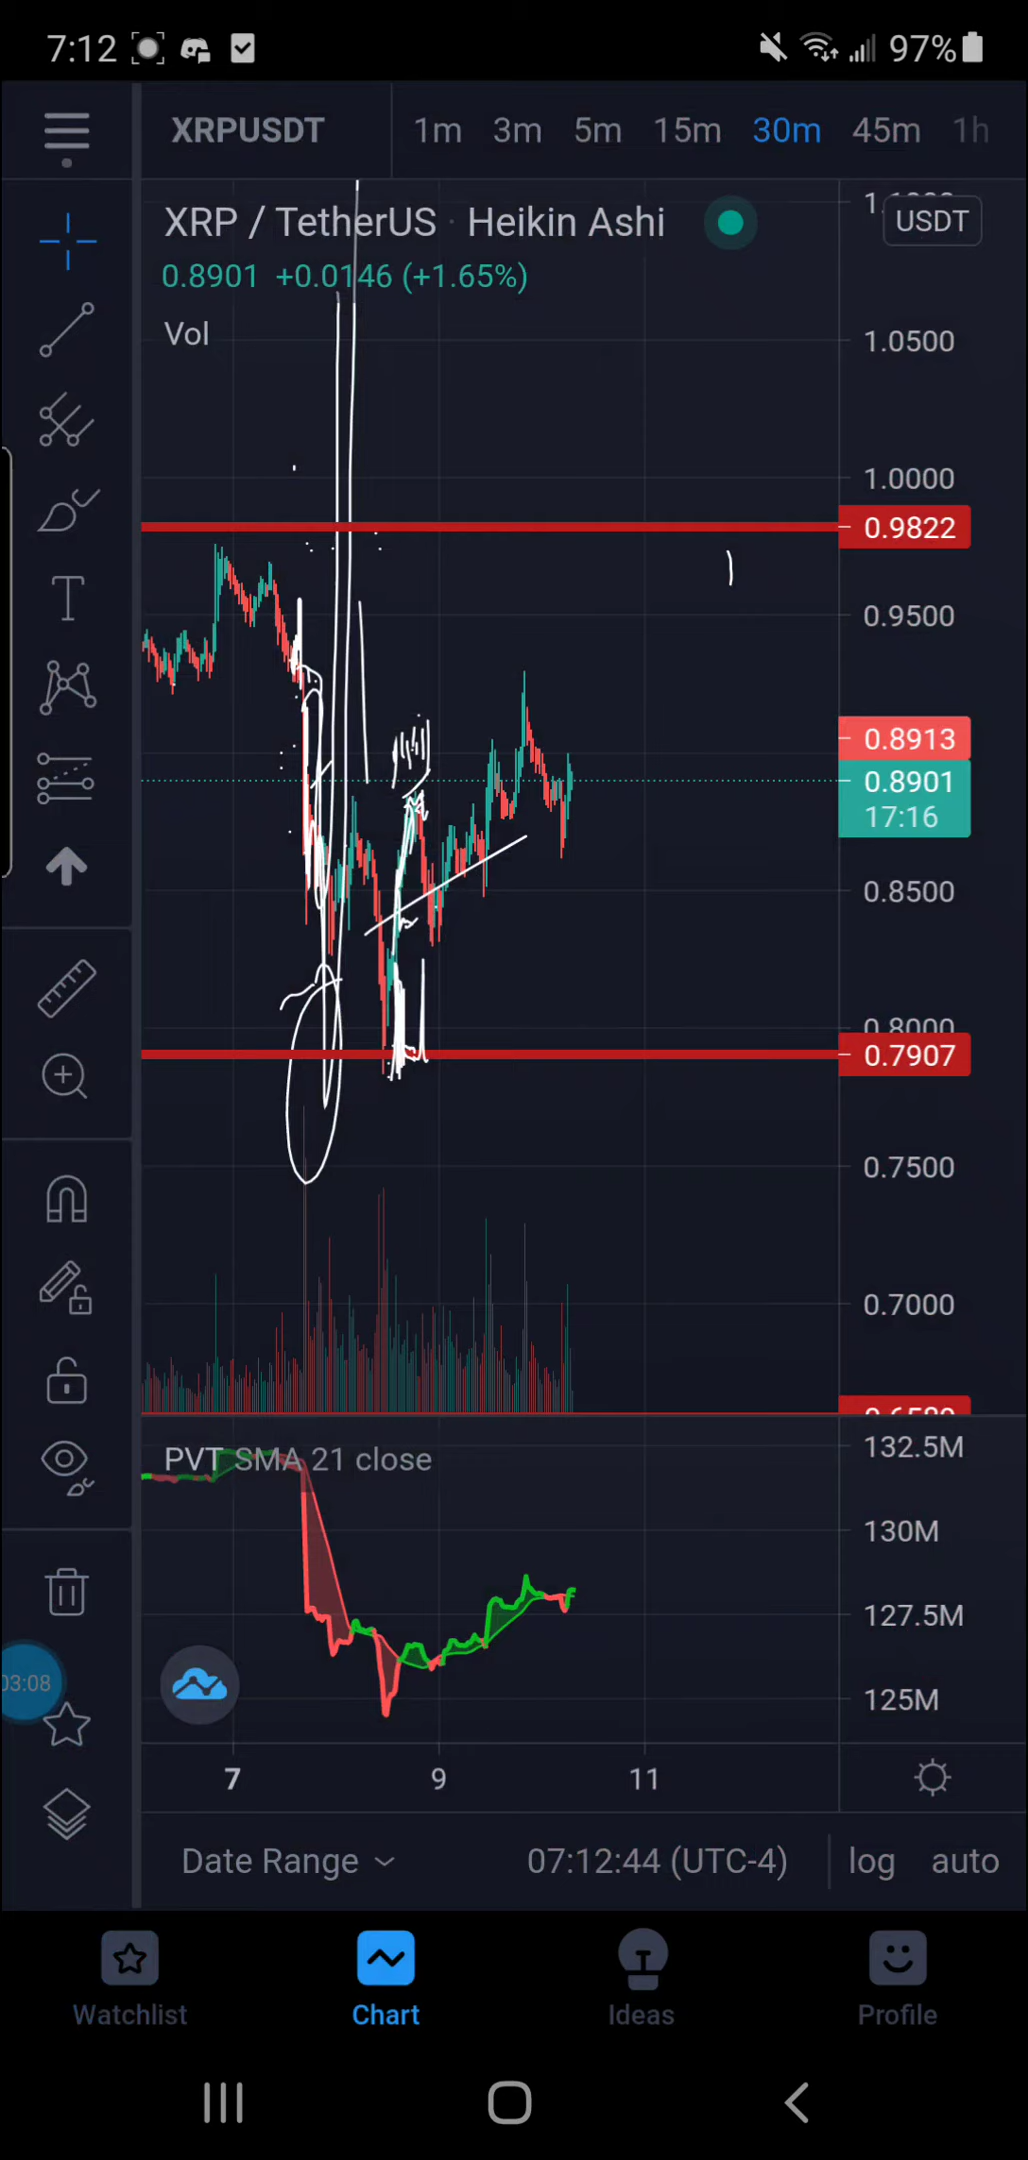 7:12 97%
XRPUSDT 1m 3m 5m 15m 30m 45m 1h
XRP / TetherUS · Heikin Ashi USDT
0.8901 +0.0146 (+1.65%)
Vol
1.0500
1.0000
0.9822
0.9500
0.8913
0.8901
17:16
0.8500
0.8000
0.7907
0.7500
0.7000
PVT SMA 21 close
132.5M
130M
127.5M
03:08
125M
7 9 11
Date Range 07:12:44 (UTC-4) log auto
Watchlist Chart Ideas Profile